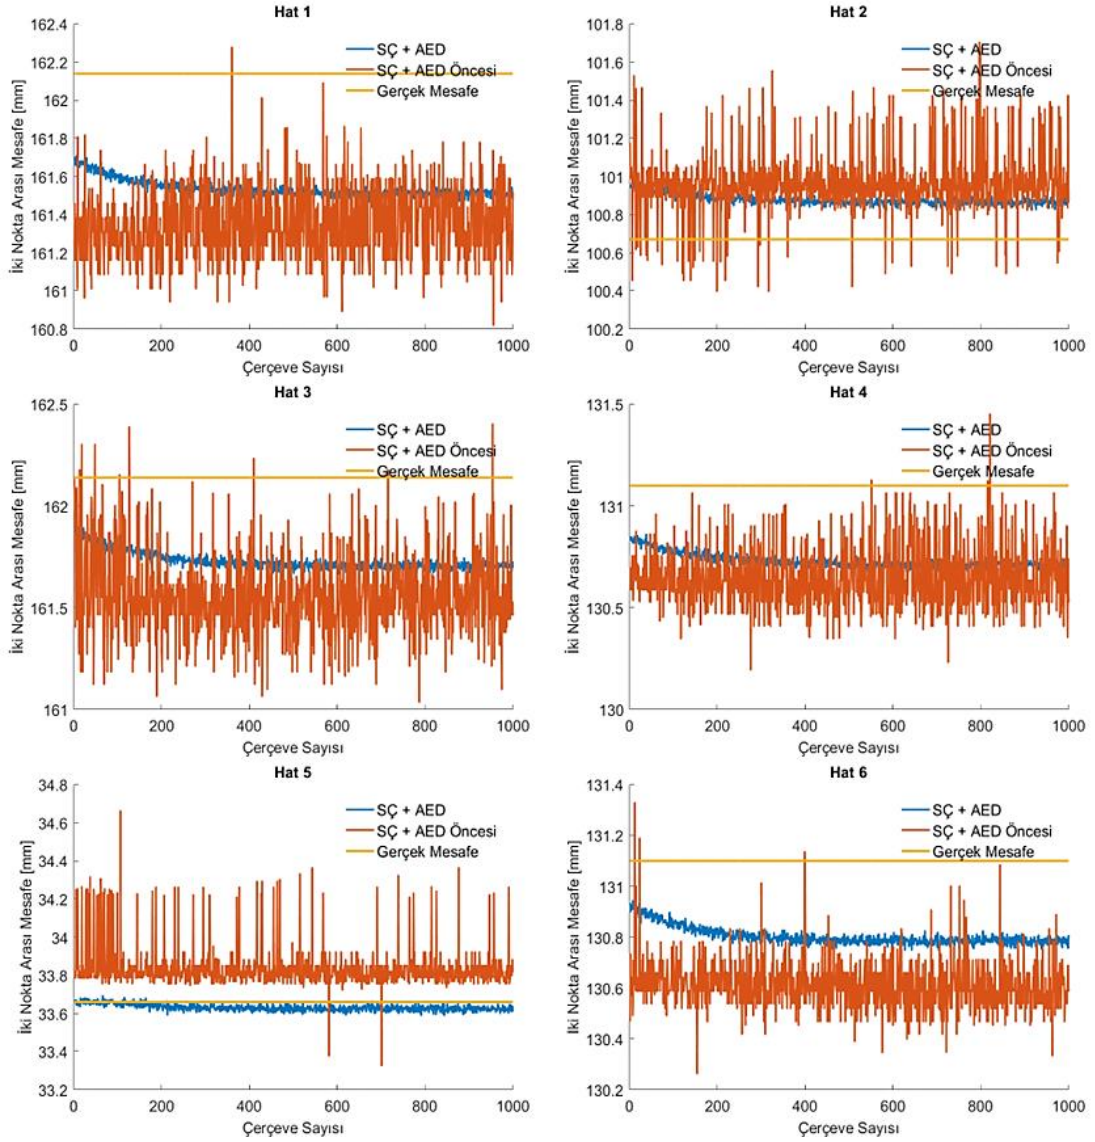 Hat 1
İki Nokta Arası Mesafe [mm]
162.4
162.2
162
161.8
161.6
161.4
161.2
161
160.8
SÇ + AED
SÇ + AED Öncesi
Gerçek Mesafe
0 200 400 600 800 1000
Çerçeve Sayısı
Hat 2
İki Nokta Arası Mesafe [mm]
101.8
101.6
101.4
101.2
101
100.8
100.6
100.4
100.2
SÇ + AED
SÇ + AED Öncesi
Gerçek Mesafe
0 200 400 600 800 1000
Çerçeve Sayısı
Hat 3
İki Nokta Arası Mesafe [mm]
162.5
162
161.5
161
SÇ + AED
SÇ + AED Öncesi
Gerçek Mesafe
0 200 400 600 800 1000
Çerçeve Sayısı
Hat 4
İki Nokta Arası Mesafe [mm]
131.5
131
130.5
130
SÇ + AED
SÇ + AED Öncesi
Gerçek Mesafe
0 200 400 600 800 1000
Çerçeve Sayısı
Hat 5
İki Nokta Arası Mesafe [mm]
34.8
34.6
34.4
34.2
34
33.8
33.6
33.4
33.2
SÇ + AED
SÇ + AED Öncesi
Gerçek Mesafe
0 200 400 600 800 1000
Çerçeve Sayısı
Hat 6
İki Nokta Arası Mesafe [mm]
131.4
131.2
131
130.8
130.6
130.4
130.2
SÇ + AED
SÇ + AED Öncesi
Gerçek Mesafe
0 200 400 600 800 1000
Çerçeve Sayısı